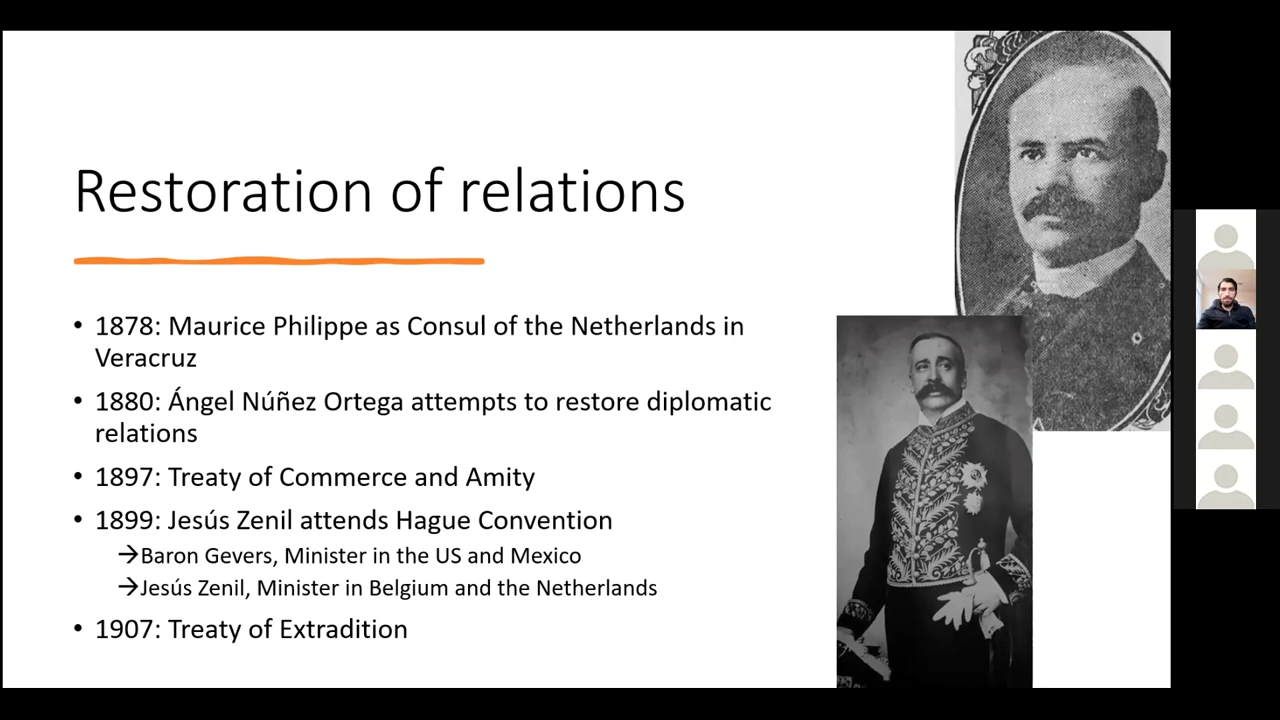 Restoration of relations
• 1878: Maurice Philippe as Consul of the Netherlands in
Veracruz
• 1880: Ángel Núñez Ortega attempts to restore diplomatic
relations
• 1897: Treaty of Commerce and Amity
• 1899: Jesús Zenil attends Hague Convention
→Baron Gevers, Minister in the US and Mexico
→Jesús Zenil, Minister in Belgium and the Netherlands
• 1907: Treaty of Extradition